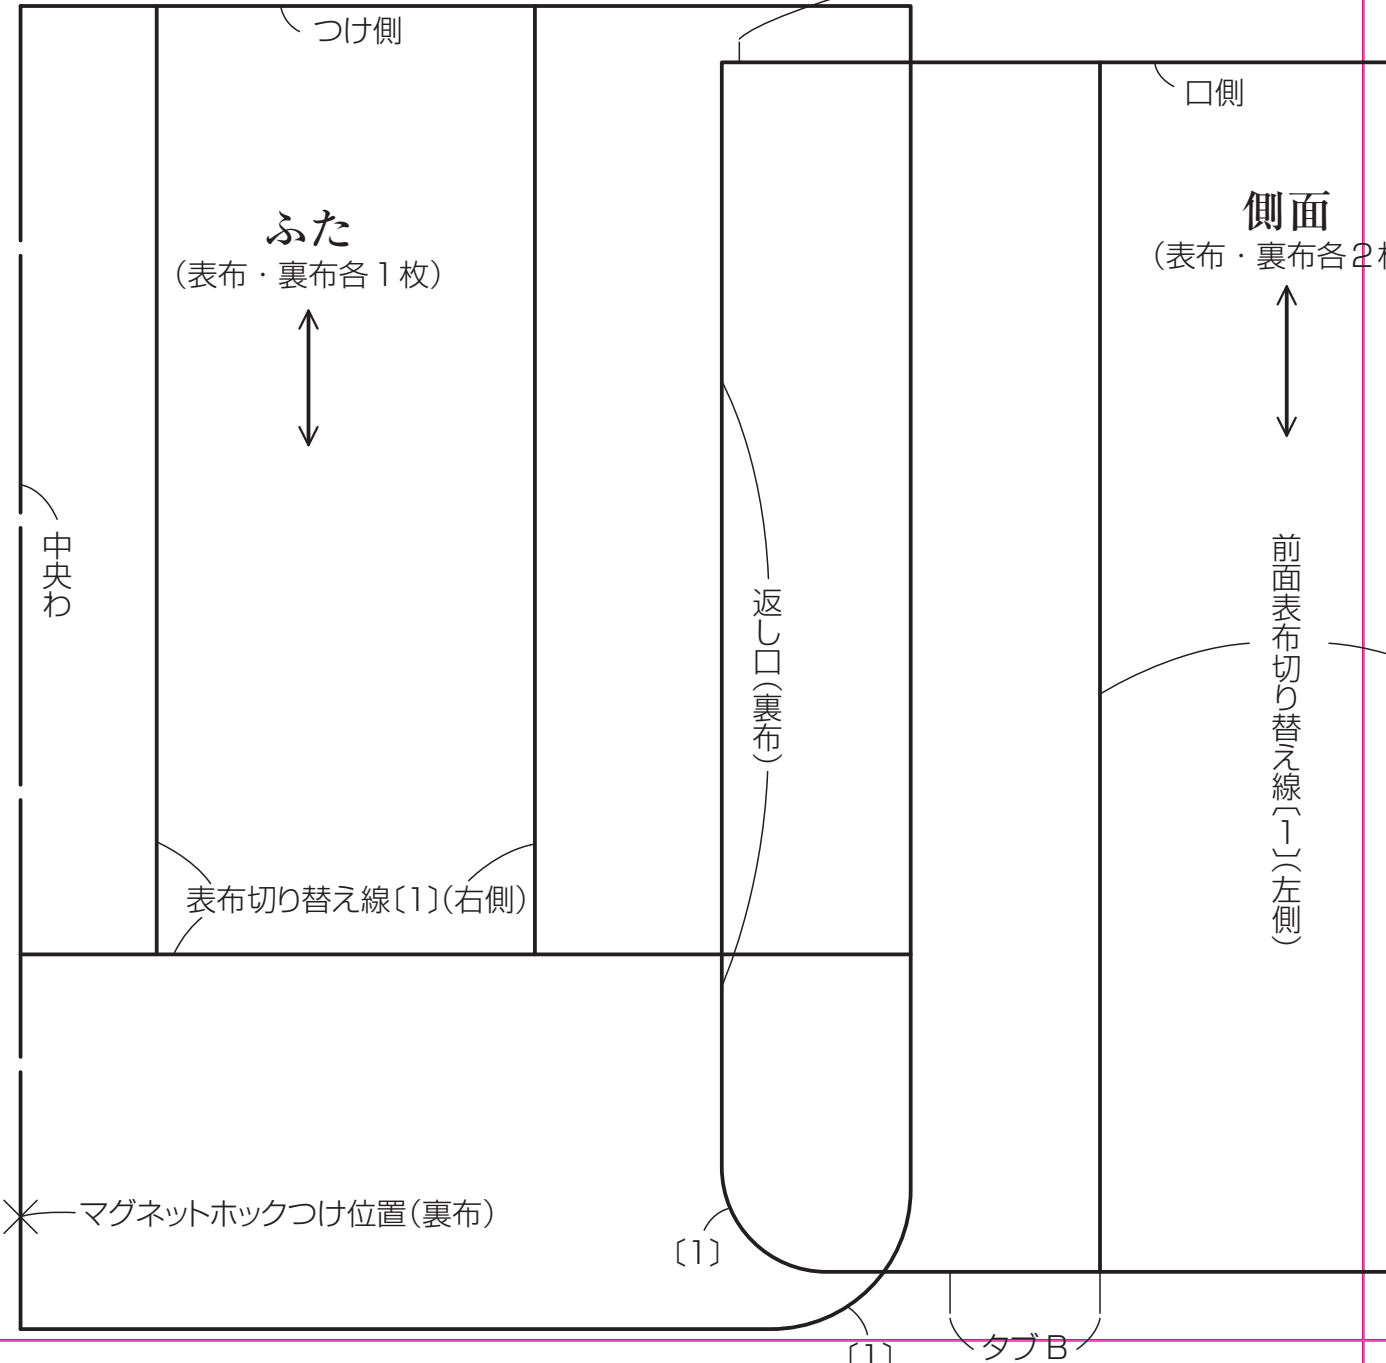 つけ側
口側
ふた
（表布・裏布各１枚）
側面
（表布・裏布各２
中央わ
返し口（裏布）
前面表布切り替え線〔１〕（左側）
表布切り替え線〔１〕（右側）
マグネットホックつけ位置（裏布）
〔１〕
〔１〕
タブＢ